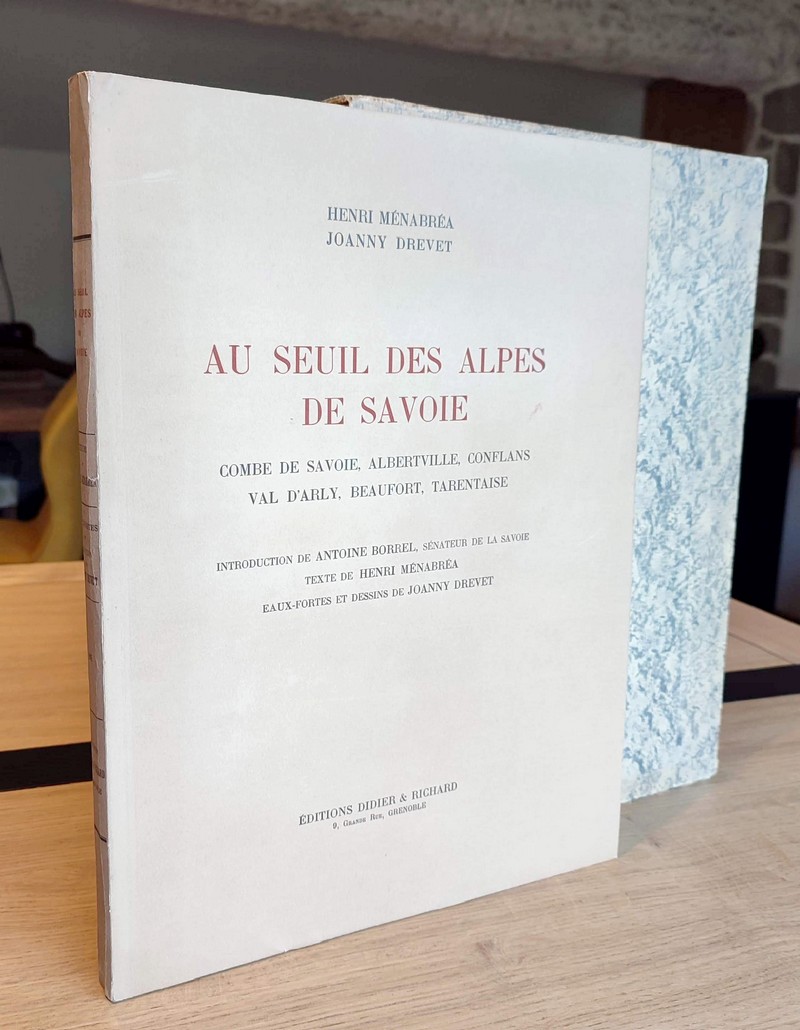 HENRI MÉNABRÉA
JOANNY DREVET
AU SEUIL DES ALPES
DE SAVOIE
COMBE DE SAVOIE, ALBERTVILLE, CONFLANS
VAL D'ARLY, BEAUFORT, TARENTAISE
INTRODUCTION DE ANTOINE BORREL, SÉNATEUR DE LA SAVOIE
TEXTE DE HENRI MÉNABRÉA
EAUX-FORTES ET DESSINS DE JOANNY DREVET
ÉDITIONS DIDIER & RICHARD
9, GRANDE RUE, GRENOBLE